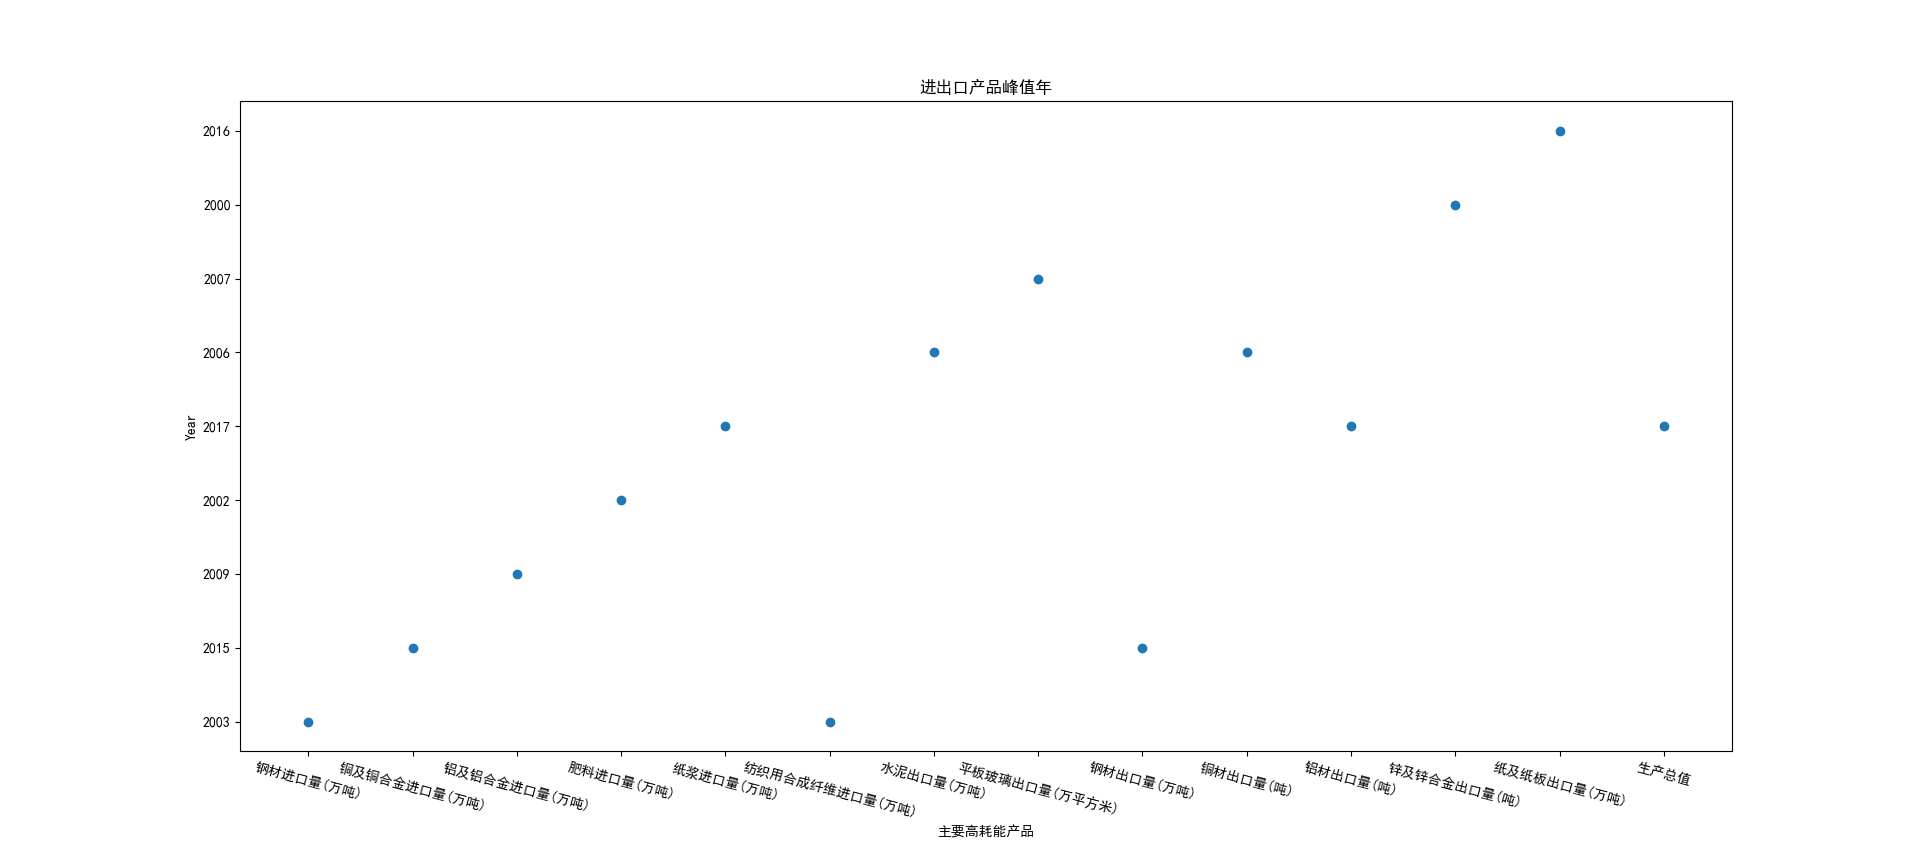 进出口产品峰值年
2016
2000
2007
2006
2017
2002
2009
2015
2003
Year
钢材进口量(万吨)
铜及铜合金进口量(万吨)
铝及铝合金进口量(万吨)
肥料进口量(万吨)
纸浆进口量(万吨)
纺织用合成纤维进口量(万吨)
水泥出口量(万吨)
平板玻璃出口量(万平方米)
钢材出口量(万吨)
铜材出口量(吨)
铝材出口量(吨)
锌及锌合金出口量(吨)
纸及纸板出口量(万吨)
生产总值
主要高耗能产品